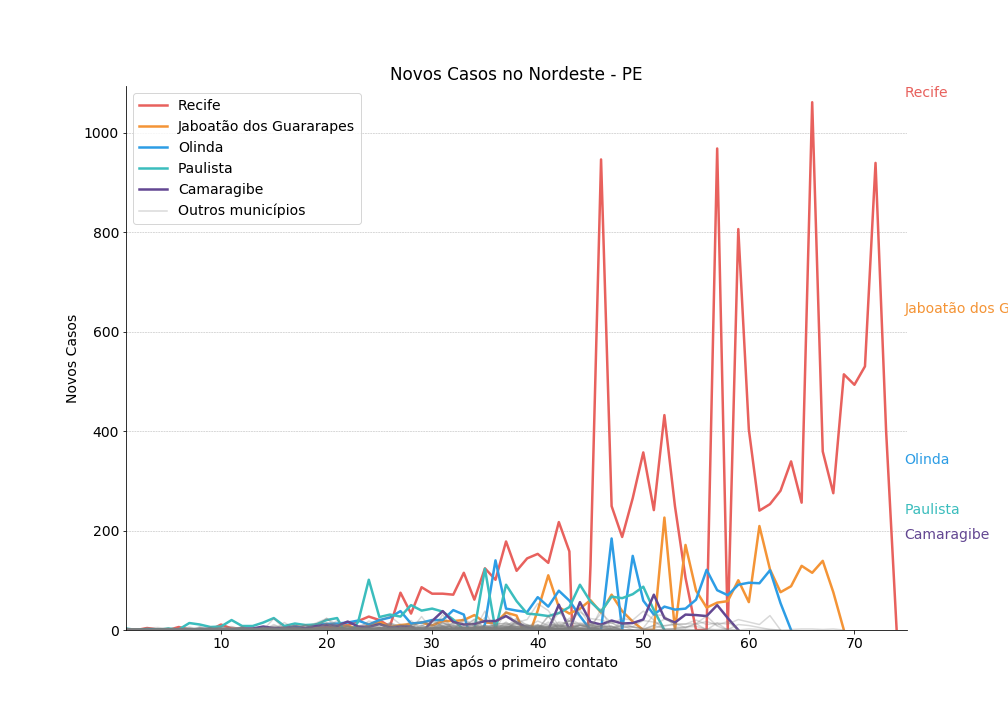 Novos Casos no Nordeste - PE
Recife
Jaboatão dos Guararapes
Olinda
Paulista
Camaragibe
Outros municípios
Recife
Jaboatão dos G
Olinda
Paulista
Camaragibe
Novos Casos
1000
800
600
400
200
0
10 20 30 40 50 60 70
Dias após o primeiro contato